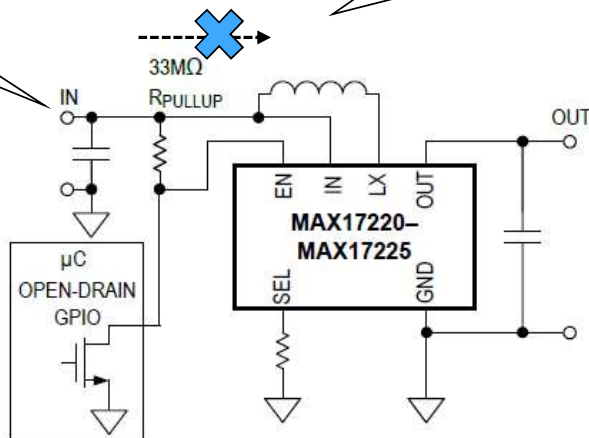 33MΩ
RPULLUP
IN
OUT
EN
IN
LX
OUT
MAX17220–
MAX17225
SEL
GND
µC
OPEN-DRAIN
GPIO